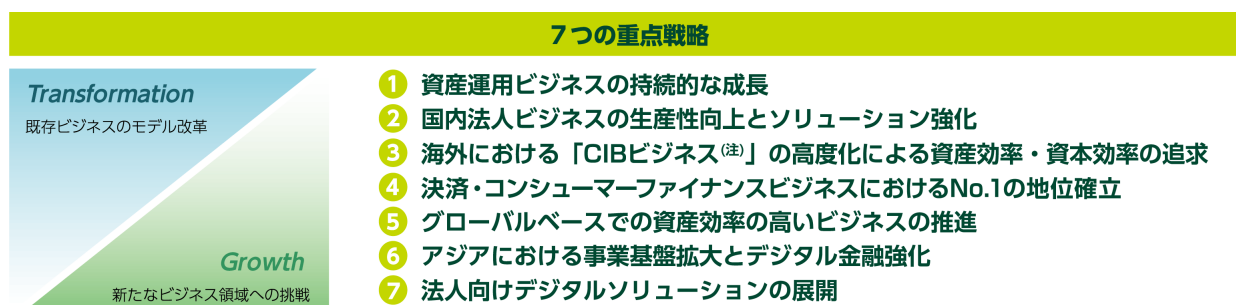 7つの重点戦略
Transformation
既存ビジネスのモデル改革
Growth
新たなビジネス領域への挑戦
1 資産運用ビジネスの持続的な成長
2 国内法人ビジネスの生産性向上とソリューション強化
3 海外における「CIBビジネス(注)」の高度化による資産効率・資本効率の追求
4 決済・コンシューマーファイナンスビジネスにおけるNo.1の地位確立
5 グローバルベースでの資産効率の高いビジネスの推進
6 アジアにおける事業基盤拡大とデジタル金融強化
7 法人向けデジタルソリューションの展開